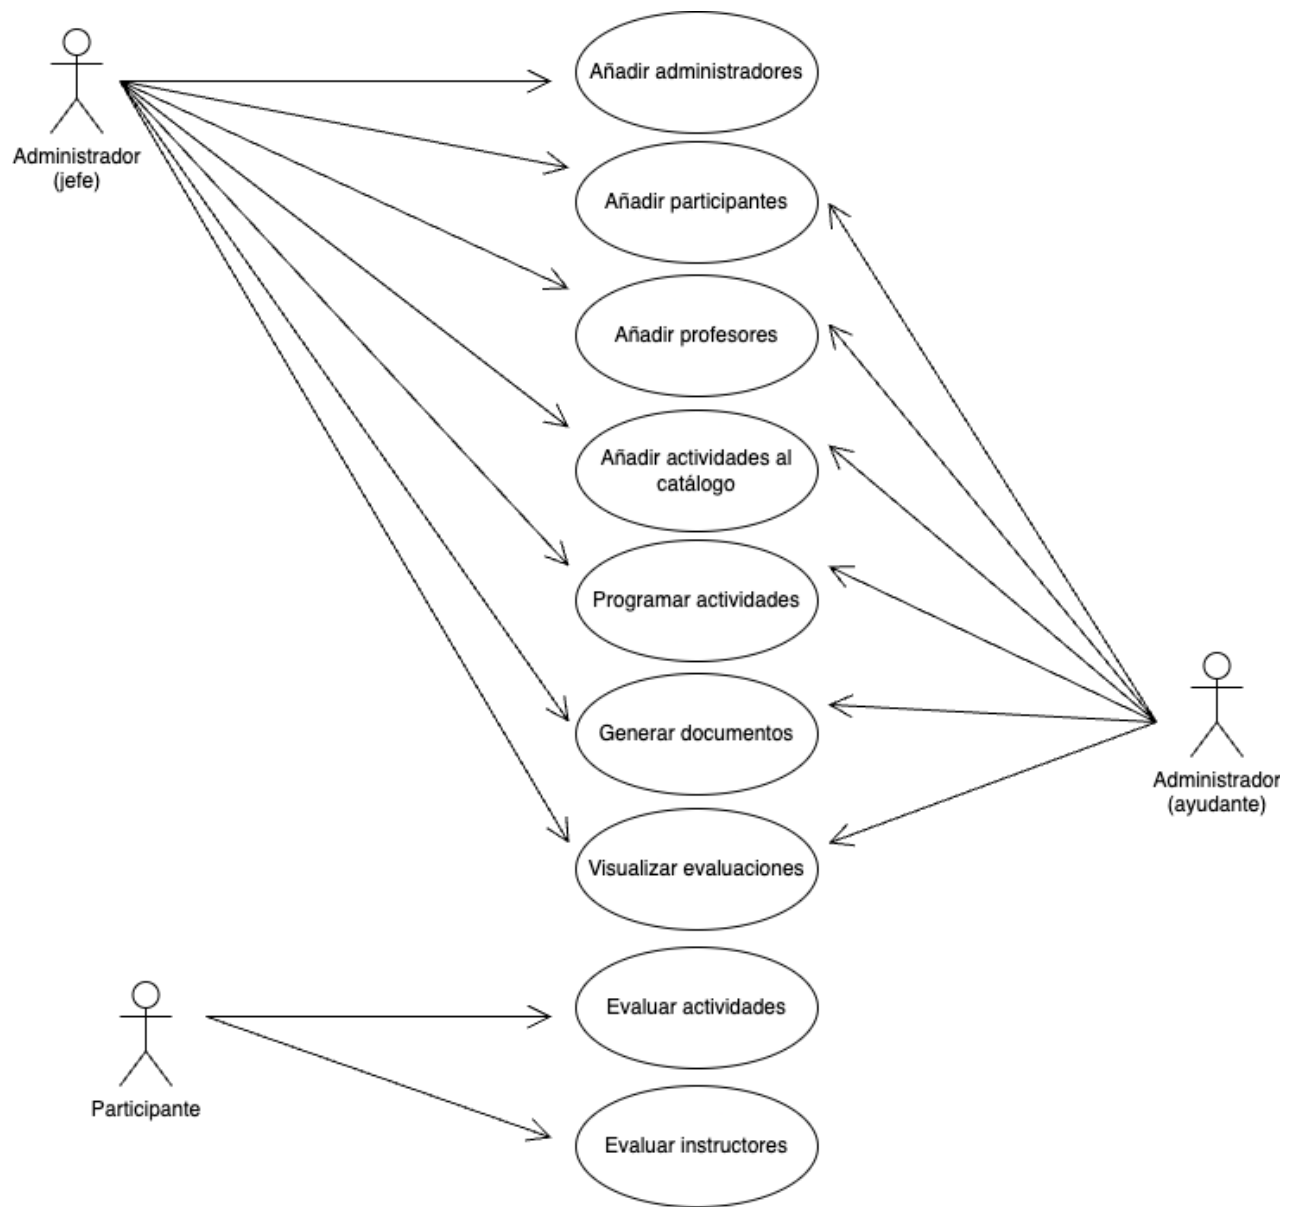 Añadir administradores
Administrador
(jefe)
Añadir participantes
Añadir profesores
Añadir actividades al
catálogo
Programar actividades
Generar documentos
Administrador
(ayudante)
Visualizar evaluaciones
Evaluar actividades
Participante
Evaluar instructores